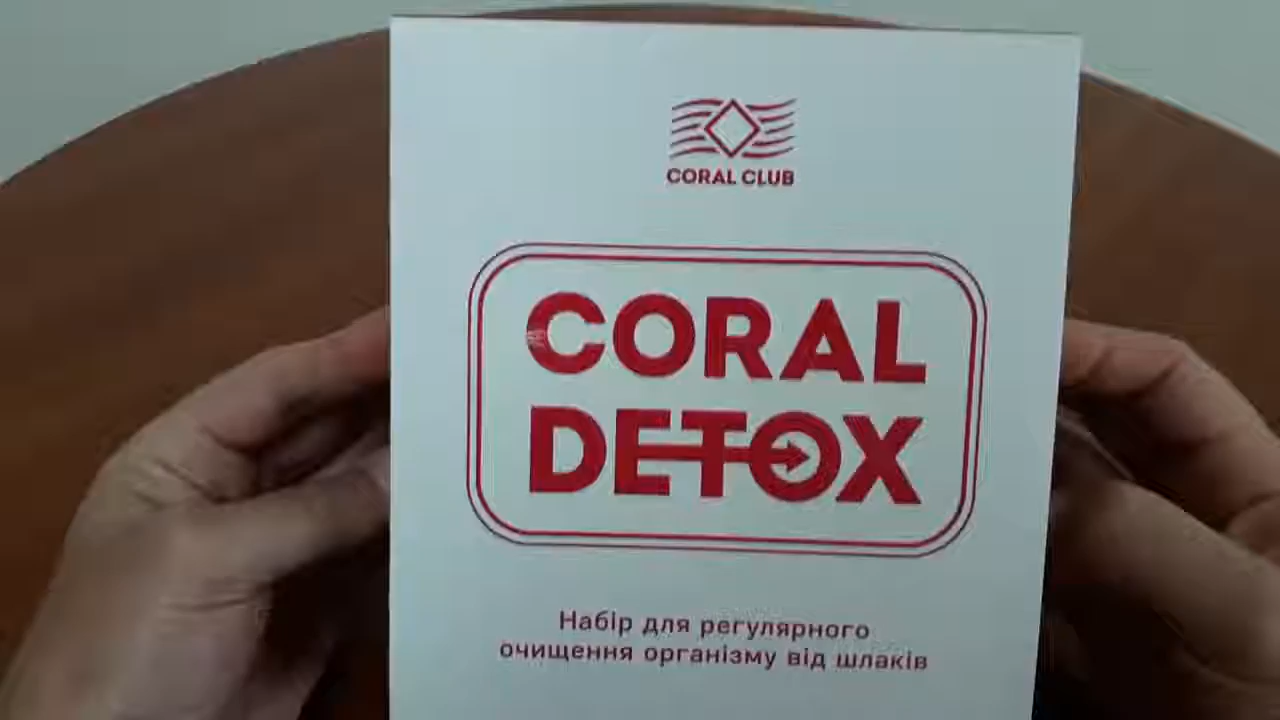 CORAL CLUB
CORAL
DETOX
Набір для регулярного
очищення організму від шлаків